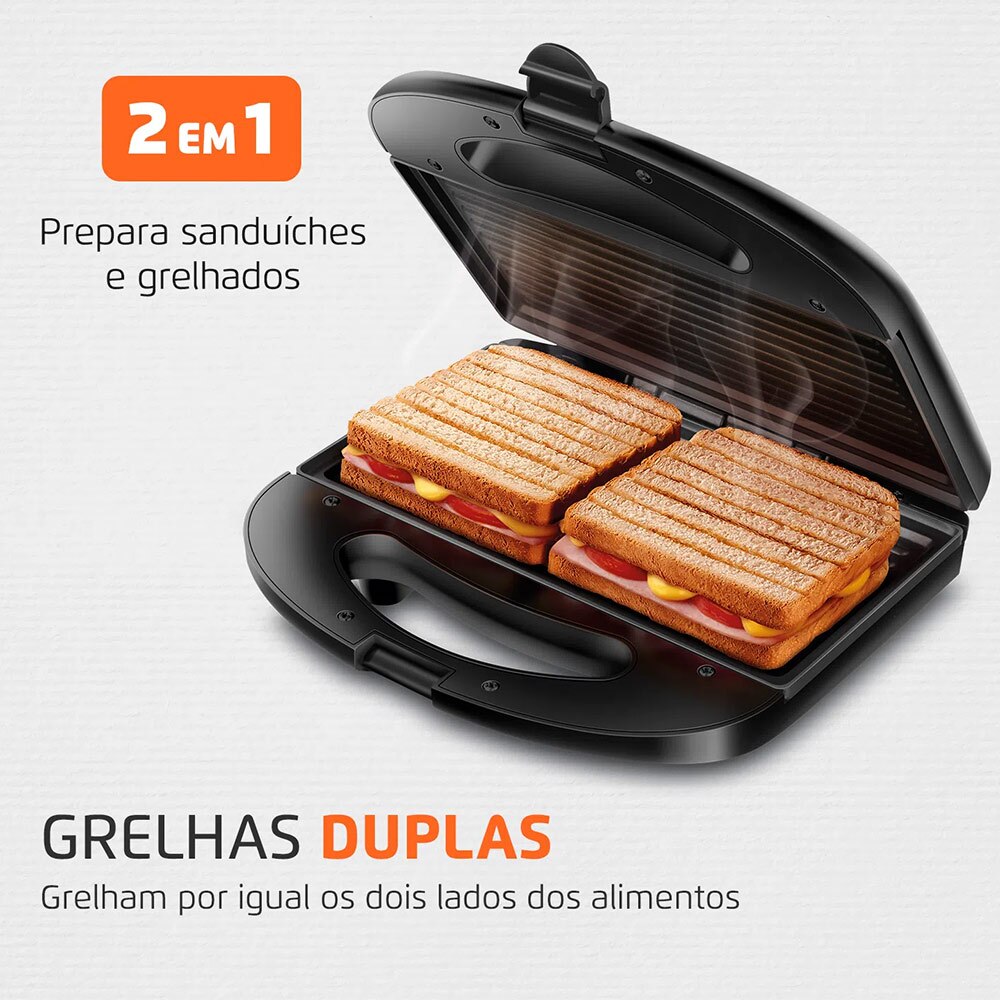 2 EM 1
Prepara sanduíches
e grelhados
GRELHAS DUPLAS
Grelham por igual os dois lados dos alimentos